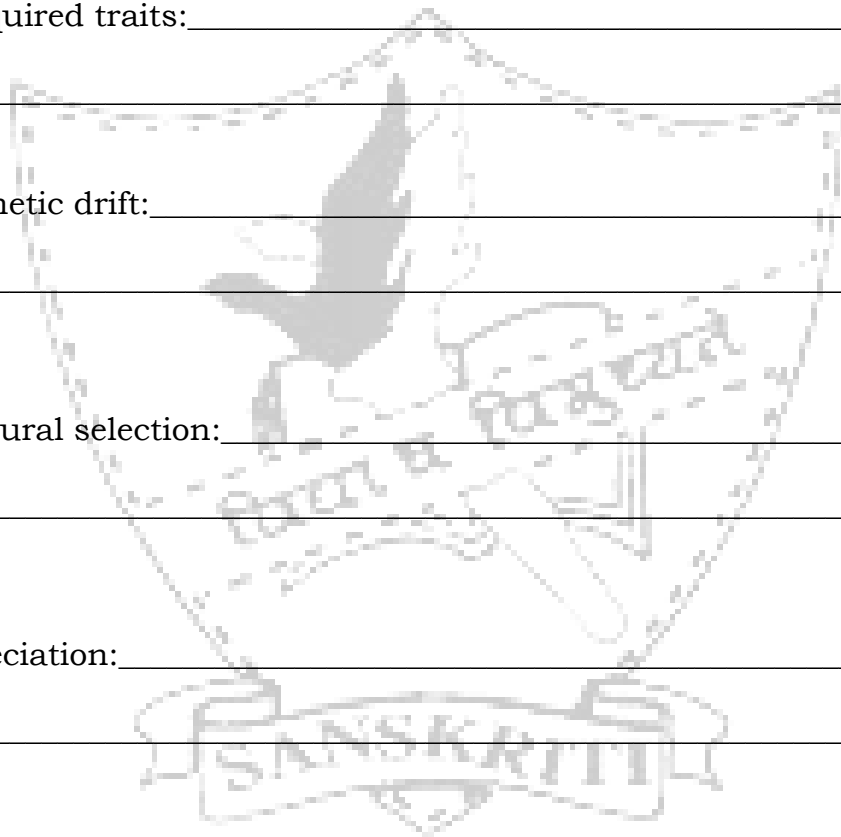 quired traits:
netic drift:
ural selection:
eciation:
SANSKRITI